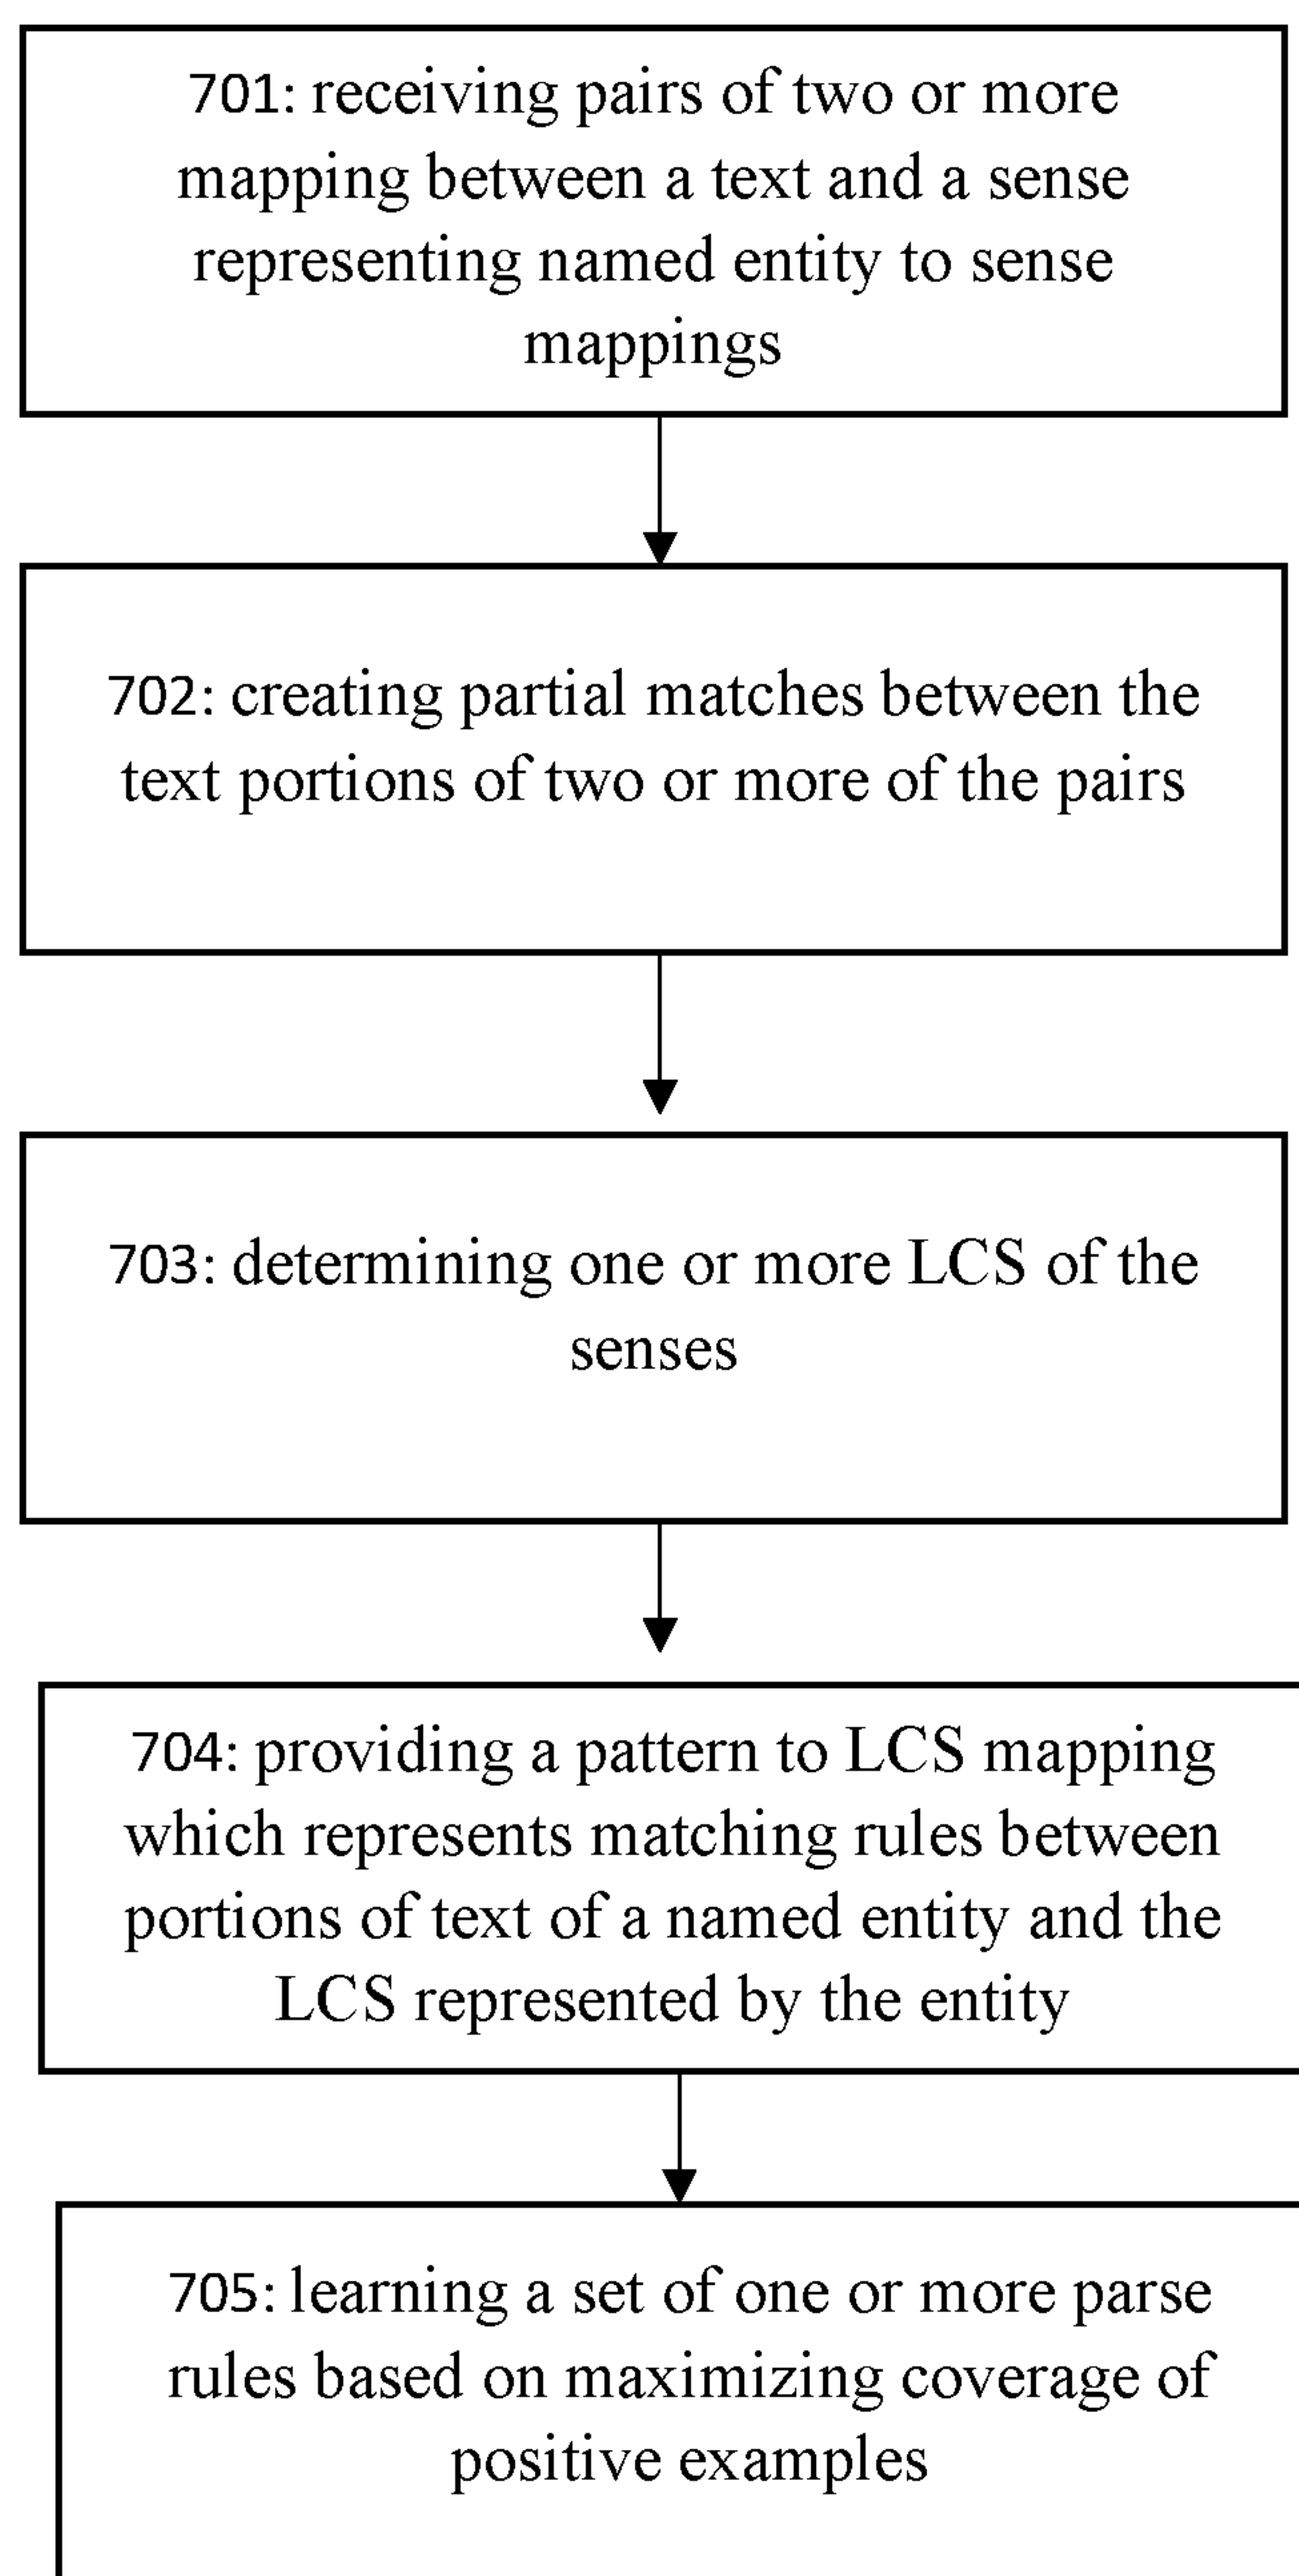 701: receiving pairs of two or more
mapping between a text and a sense
representing named entity to sense
mappings
702: creating partial matches between the
text portions of two or more of the pairs
703: determining one or more LCS of the
senses
704: providing a pattern to LCS mapping
which represents matching rules between
portions of text of a named entity and the
LCS represented by the entity
705: learning a set of one or more parse
rules based on maximizing coverage of
positive examples